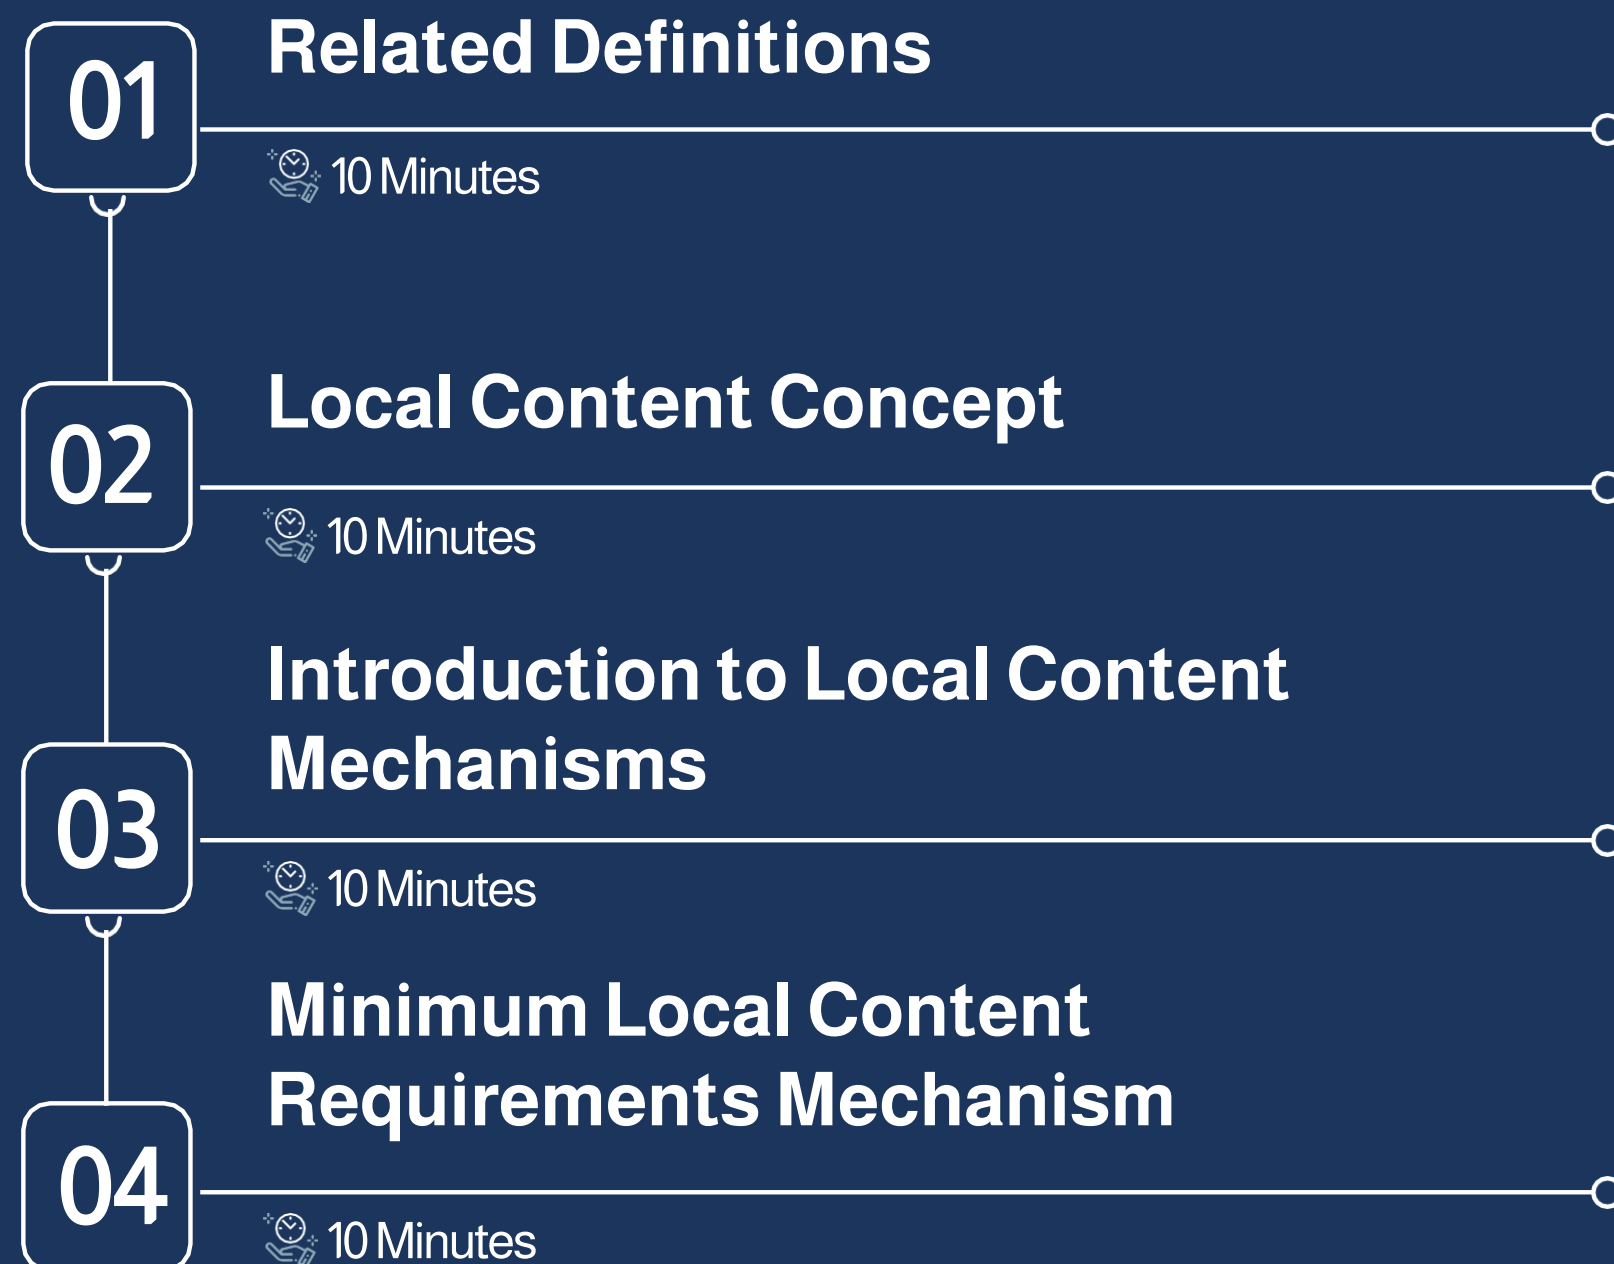 01
Related Definitions
10 Minutes
02
Local Content Concept
10 Minutes
03
Introduction to Local Content
Mechanisms
10 Minutes
04
Minimum Local Content
Requirements Mechanism
10 Minutes